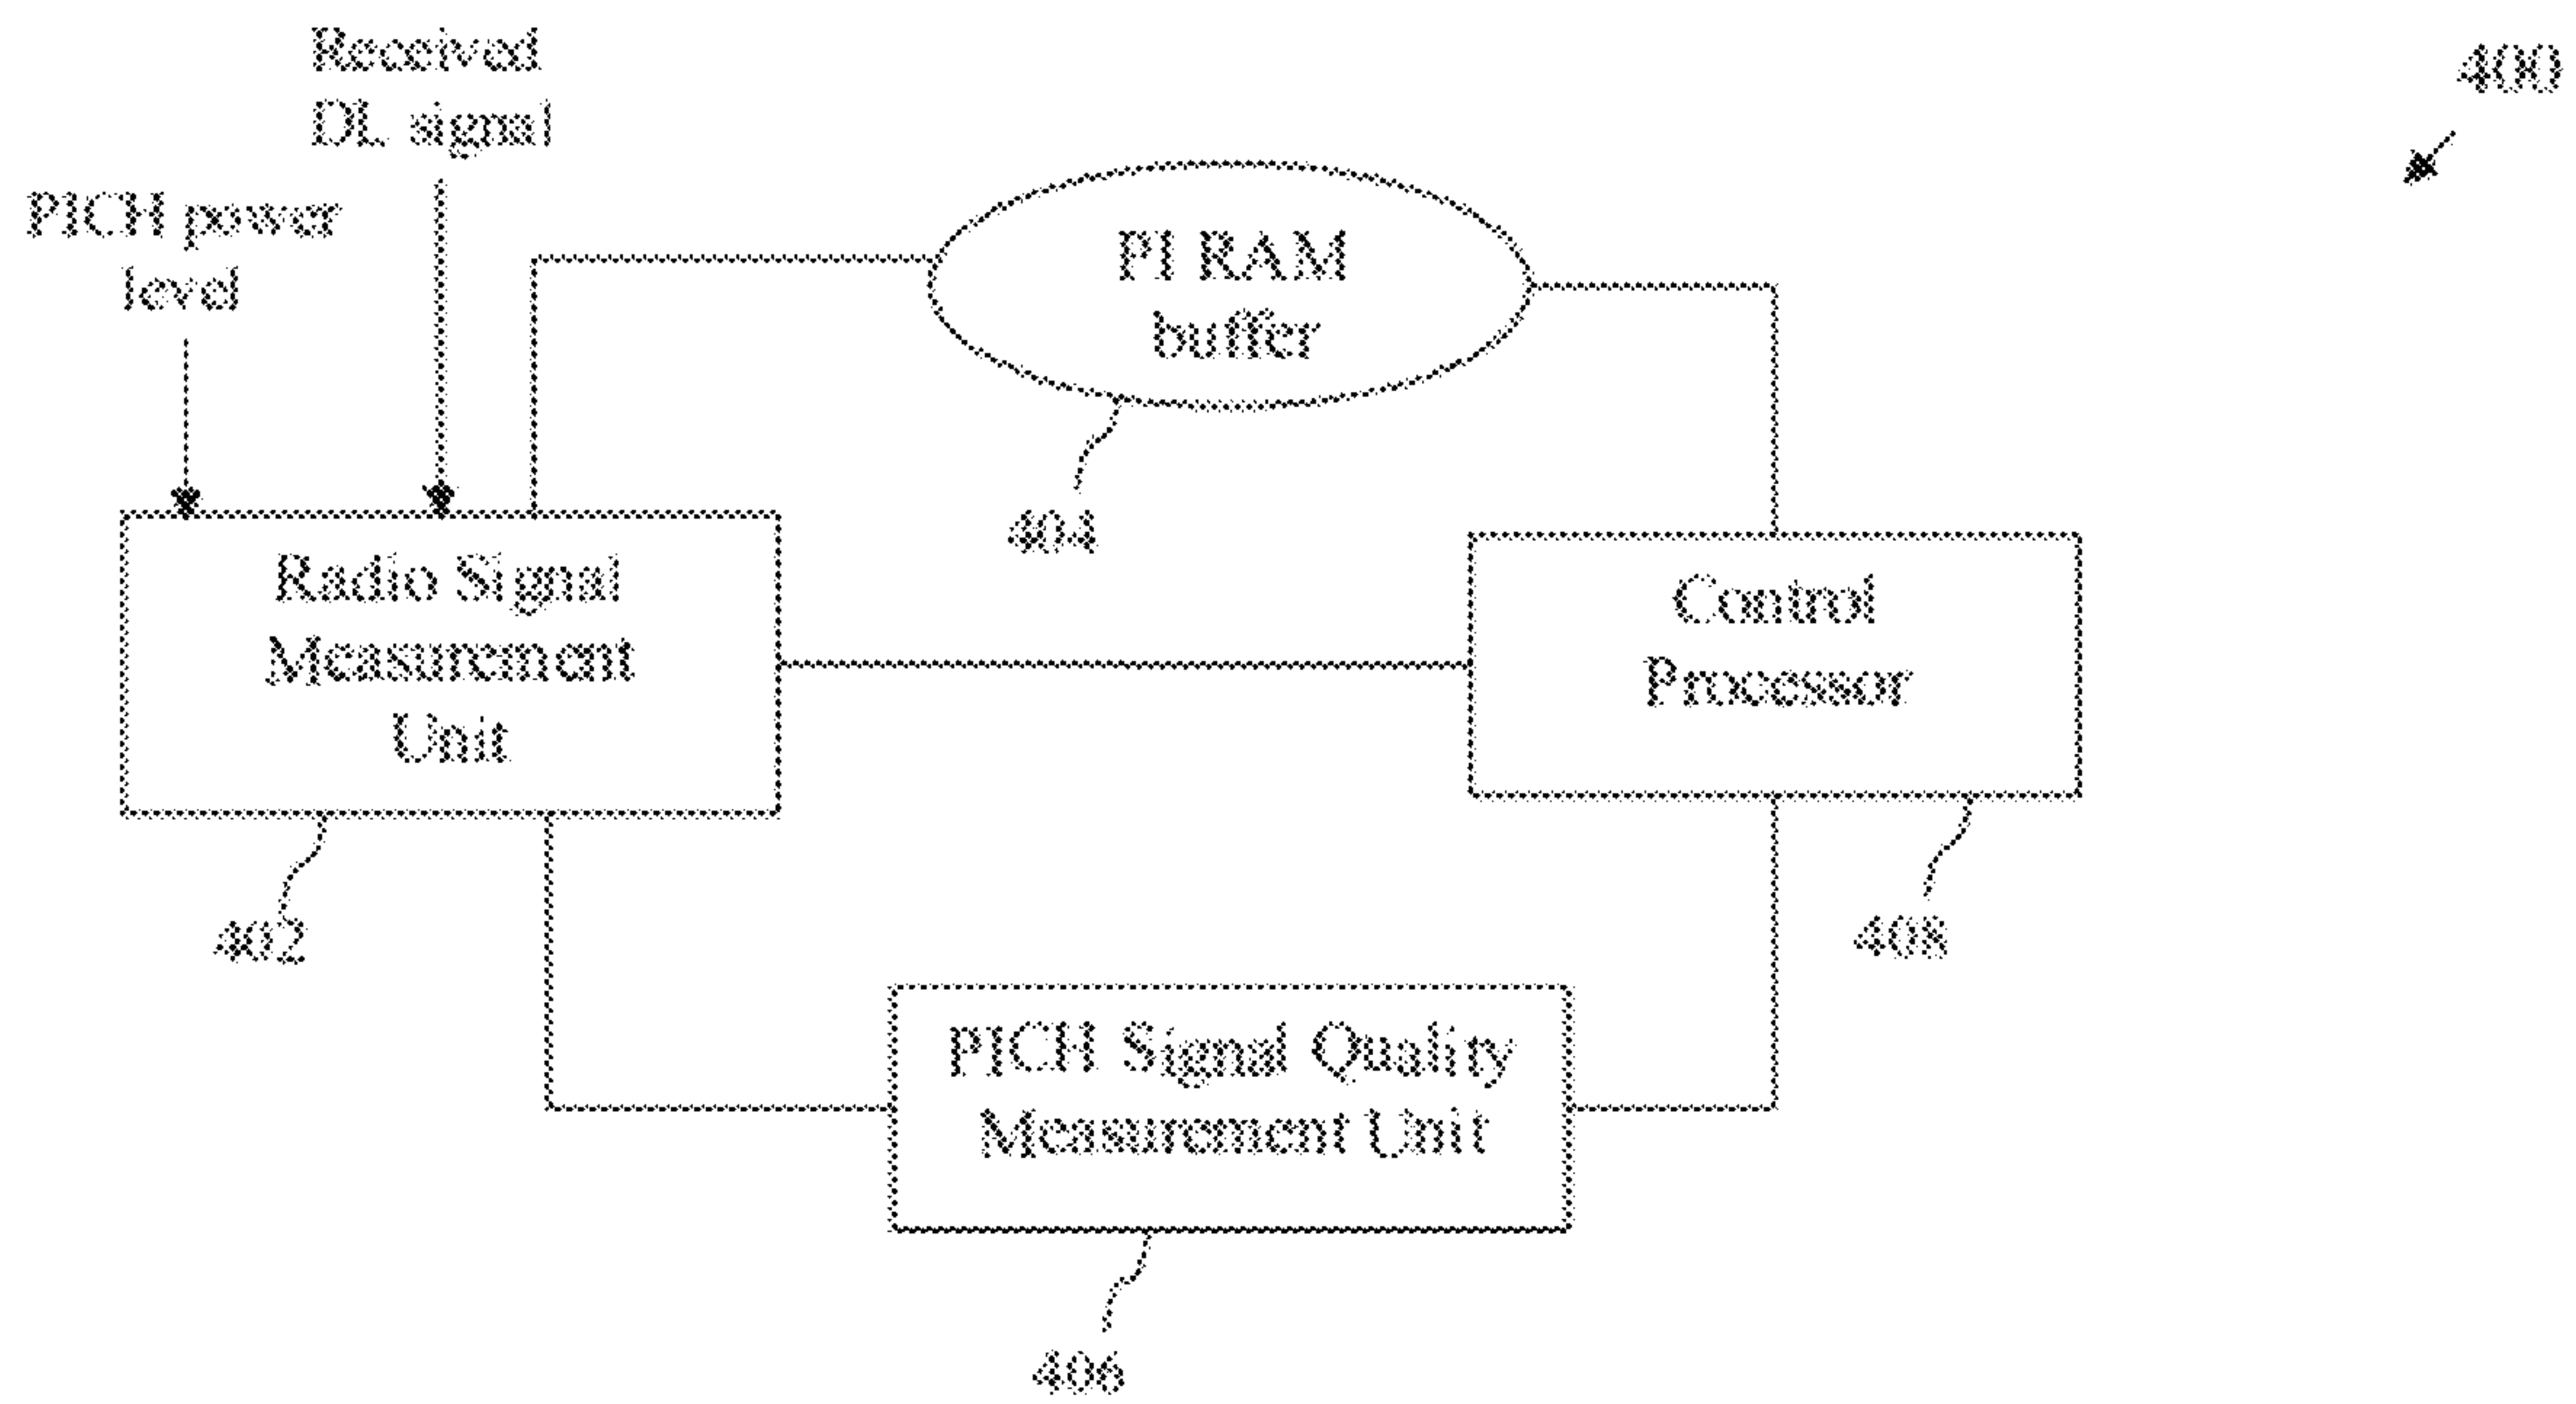 Received
DL signal
400
PICH power
level
PI RAM
buffer
404
Radio Signal
Measurement
Unit
Control
Processor
402
408
PICH Signal Quality
Measurement Unit
406